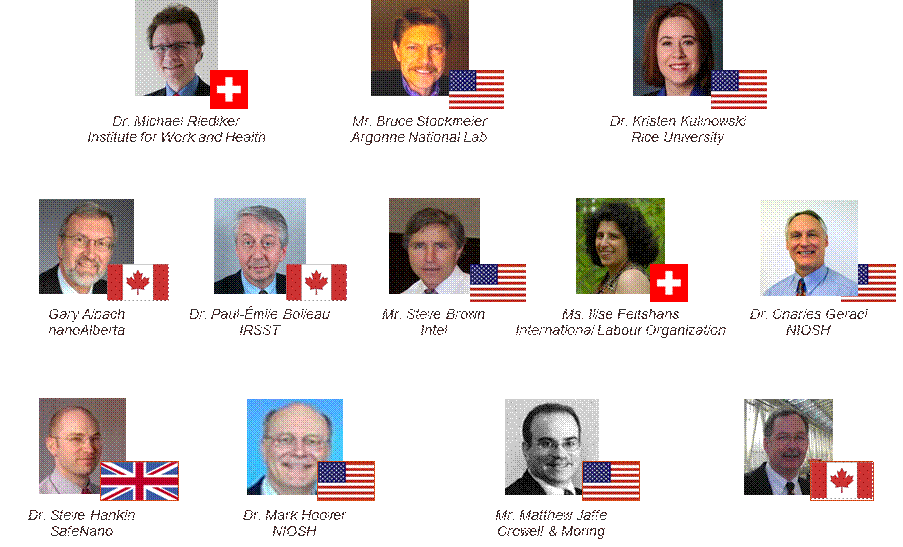 Dr. Michael Riediker
Institute for Work and Health
Mr. Bruce Stockmeier
Argonne National Lab
Dr. Kristen Kulinowski
Rice University
Gary Albach
nanoAlberta
Dr. Paul-Émile Boileau
IRSST
Mr. Steve Brown
Intel
Ms. Ilse Feitshans
International Labour Organization
Dr. Charles Geraci
NIOSH
Dr. Steve Hankin
SafeNano
Dr. Mark Hoover
NIOSH
Mr. Matthew Jaffe
Crowell & Moring